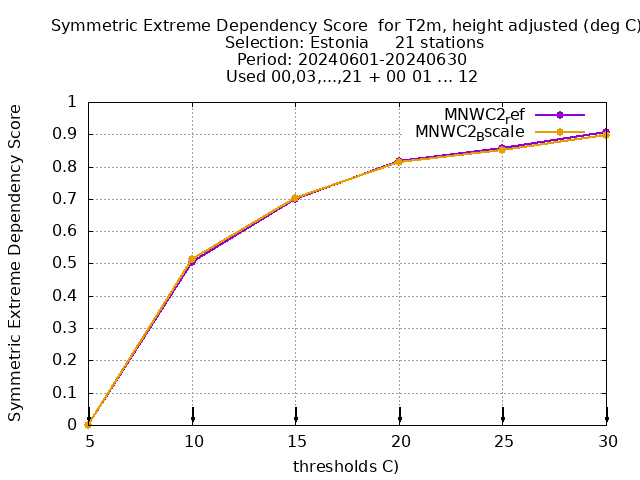 Symmetric Extreme Dependency Score for T2m, height adjusted (deg C)
Selection: Estonia 21 stations
Period: 20240601-20240630
Used 00,03,...,21 + 00 01 ... 12
MNWC2ref
MNWC2Bscale
Symmetric Extreme Dependency Score
1
0.9
0.8
0.7
0.6
0.5
0.4
0.3
0.2
0.1
0
5 10 15 20 25 30
thresholds C)